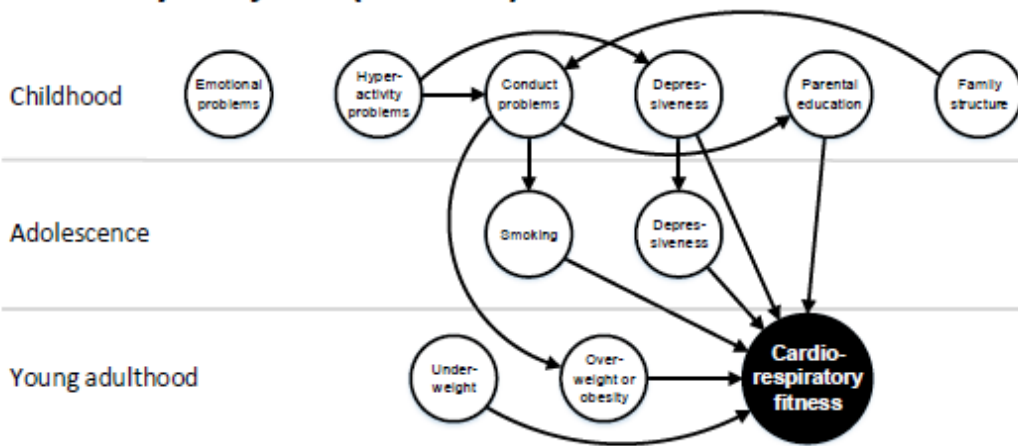 Childhood
Emotional
problems
Hyper-
activity
problems
Conduct
problems
Depres-
siveness
Parental
education
Family
structure
Adolescence
Smoking
Depres-
siveness
Young adulthood
Under-
weight
Over-
weight or
obesity
Cardio-
respiratory
fitness